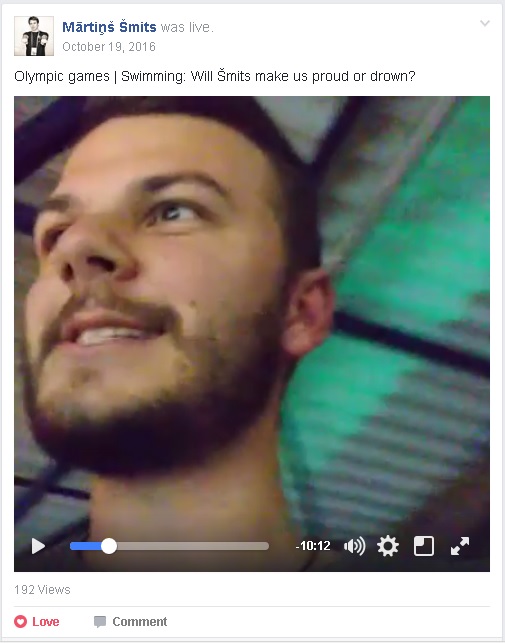 Mārtiņš Šmits was live.
October 19, 2016
Olympic games | Swimming: Will Šmits make us proud or drown?
-10:12
192 Views
Love Comment